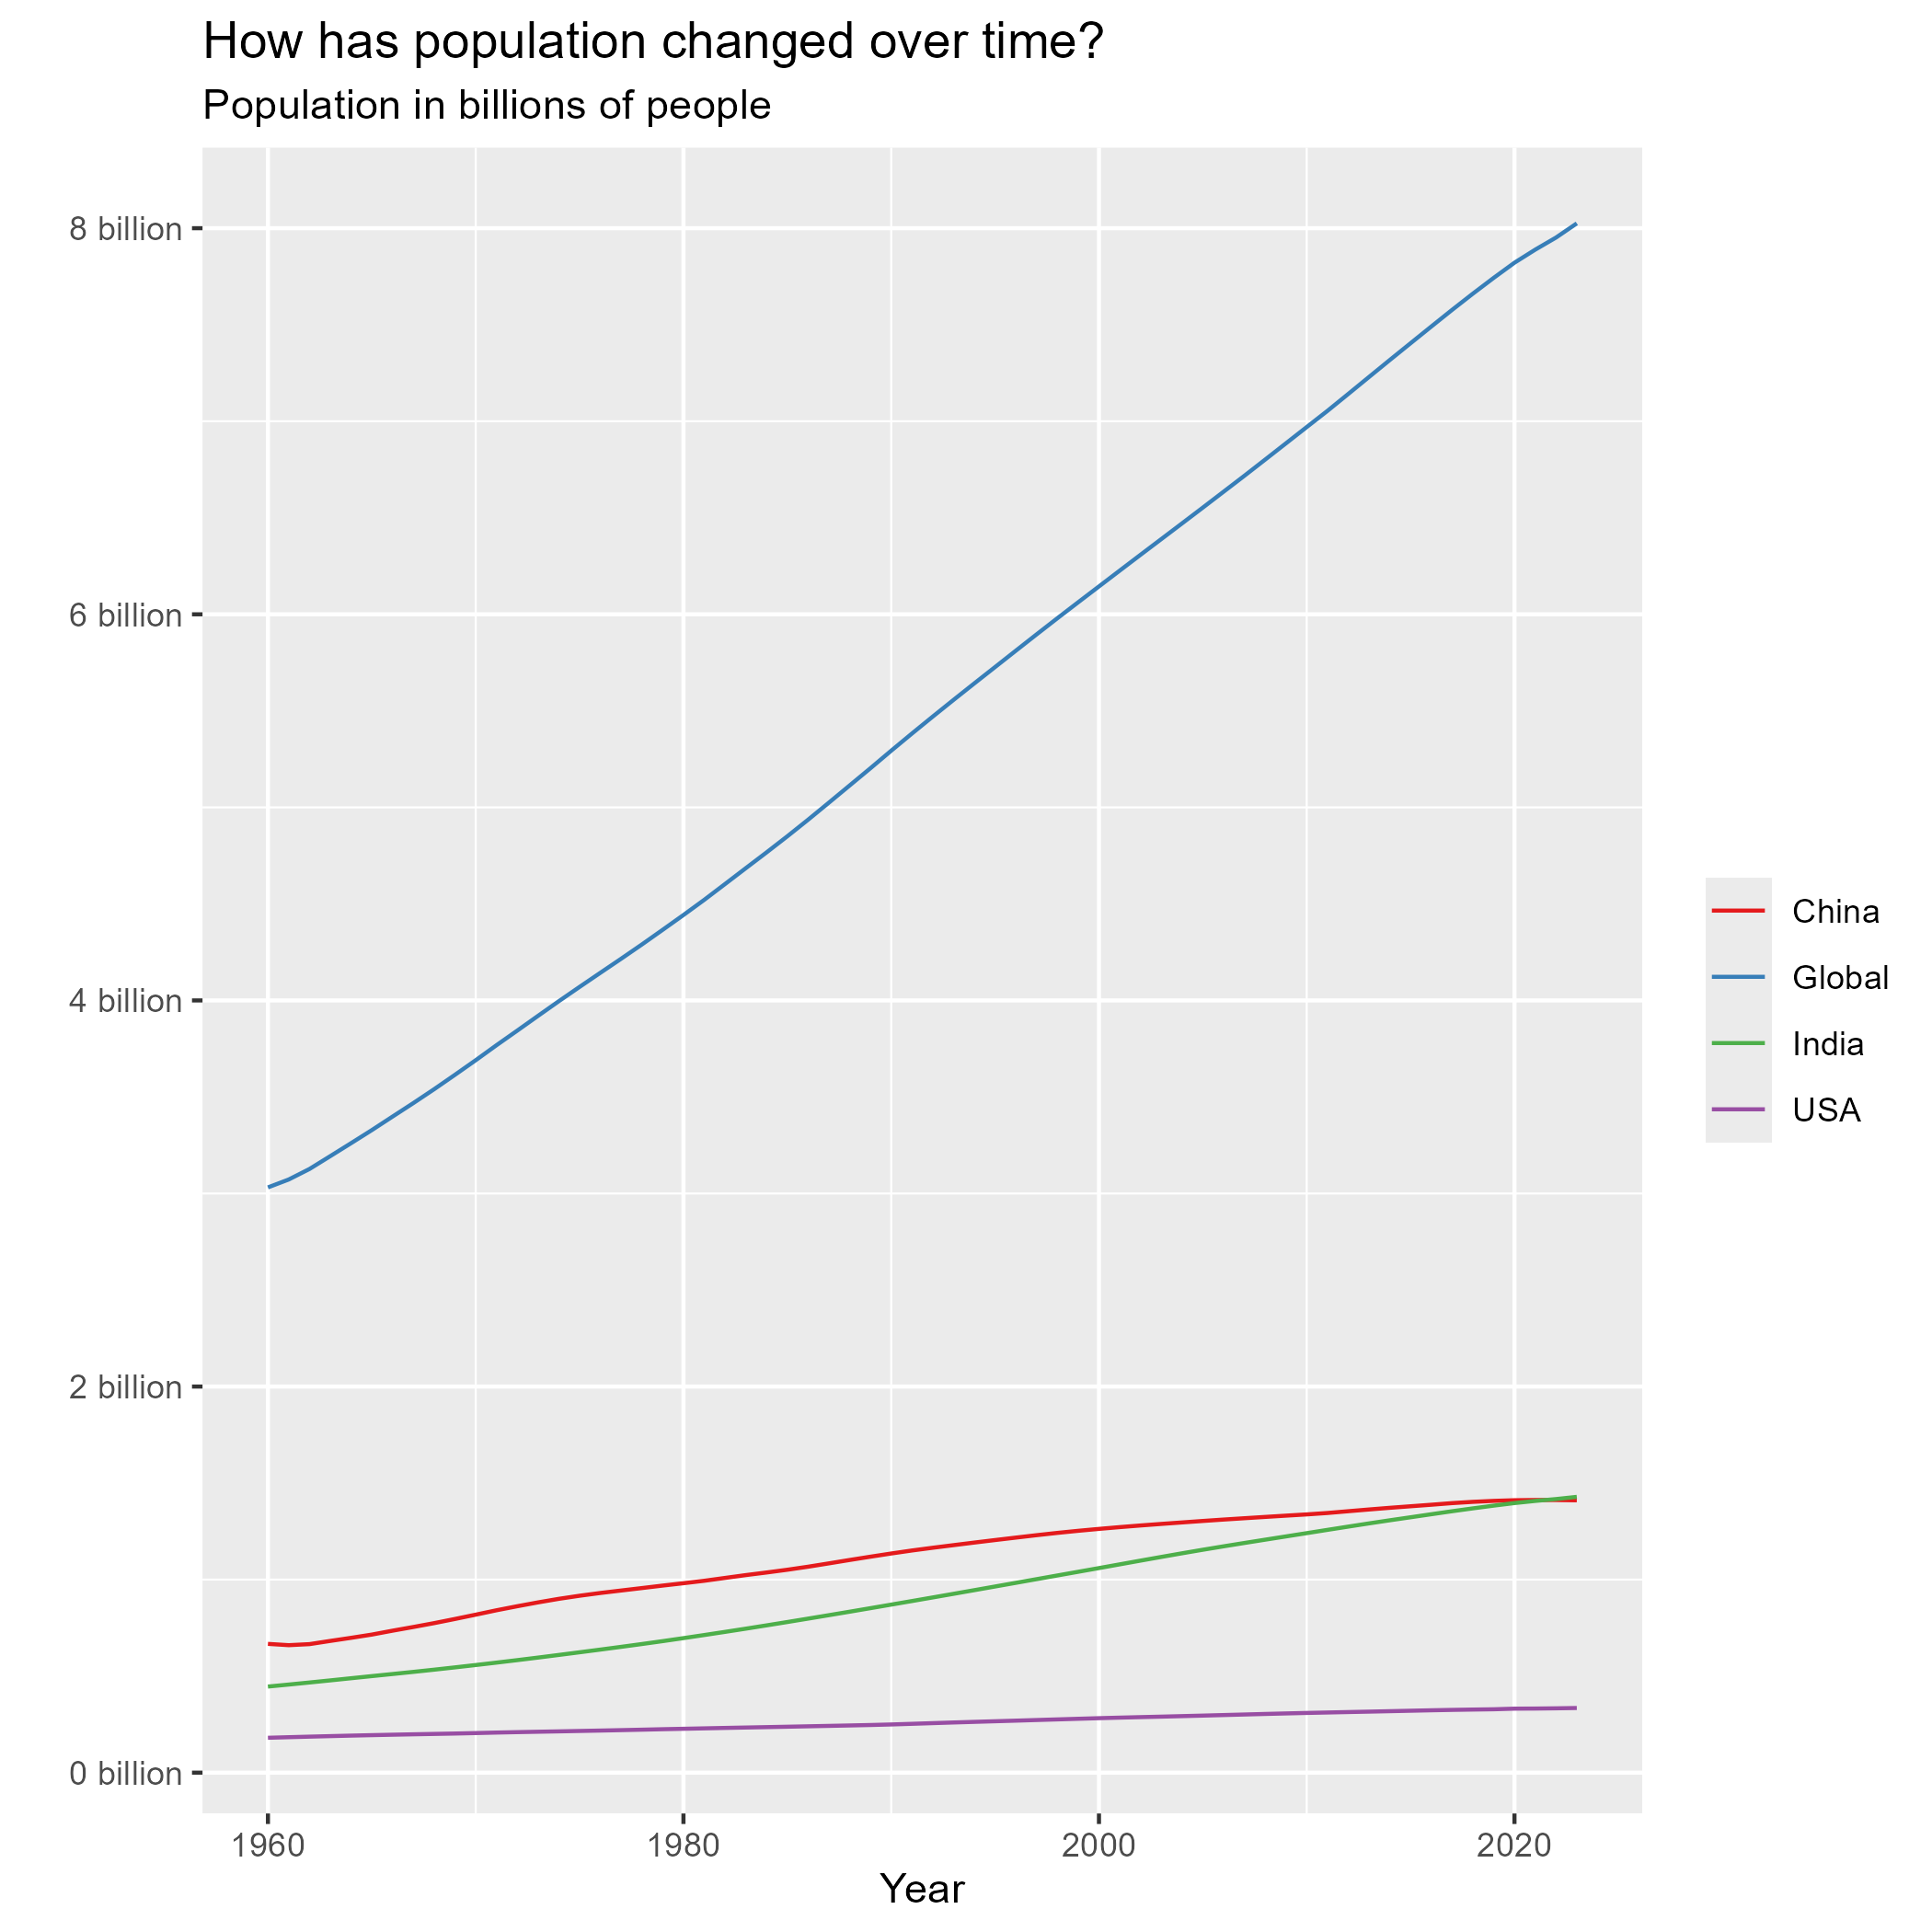 How has population changed over time?
Population in billions of people
8 billion
6 billion
4 billion
2 billion
0 billion
1960 1980 2000 2020
Year
China
Global
India
USA